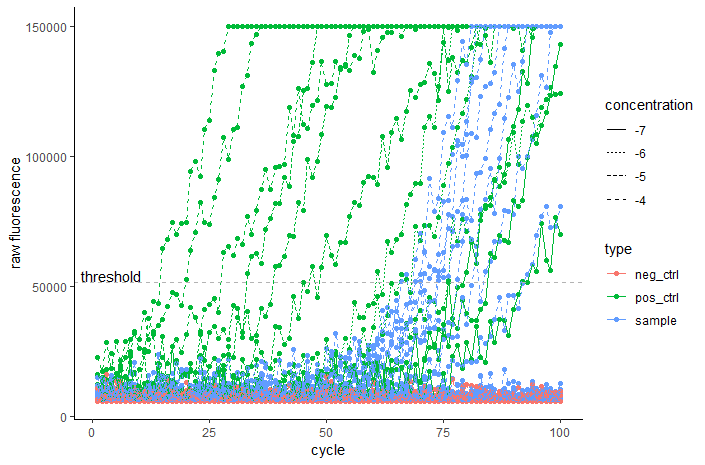 150000
100000
50000
0
raw fluorescence
threshold
0
25
50
75
100
cycle
concentration
-7
-6
-5
-4
type
neg_ctrl
pos_ctrl
sample